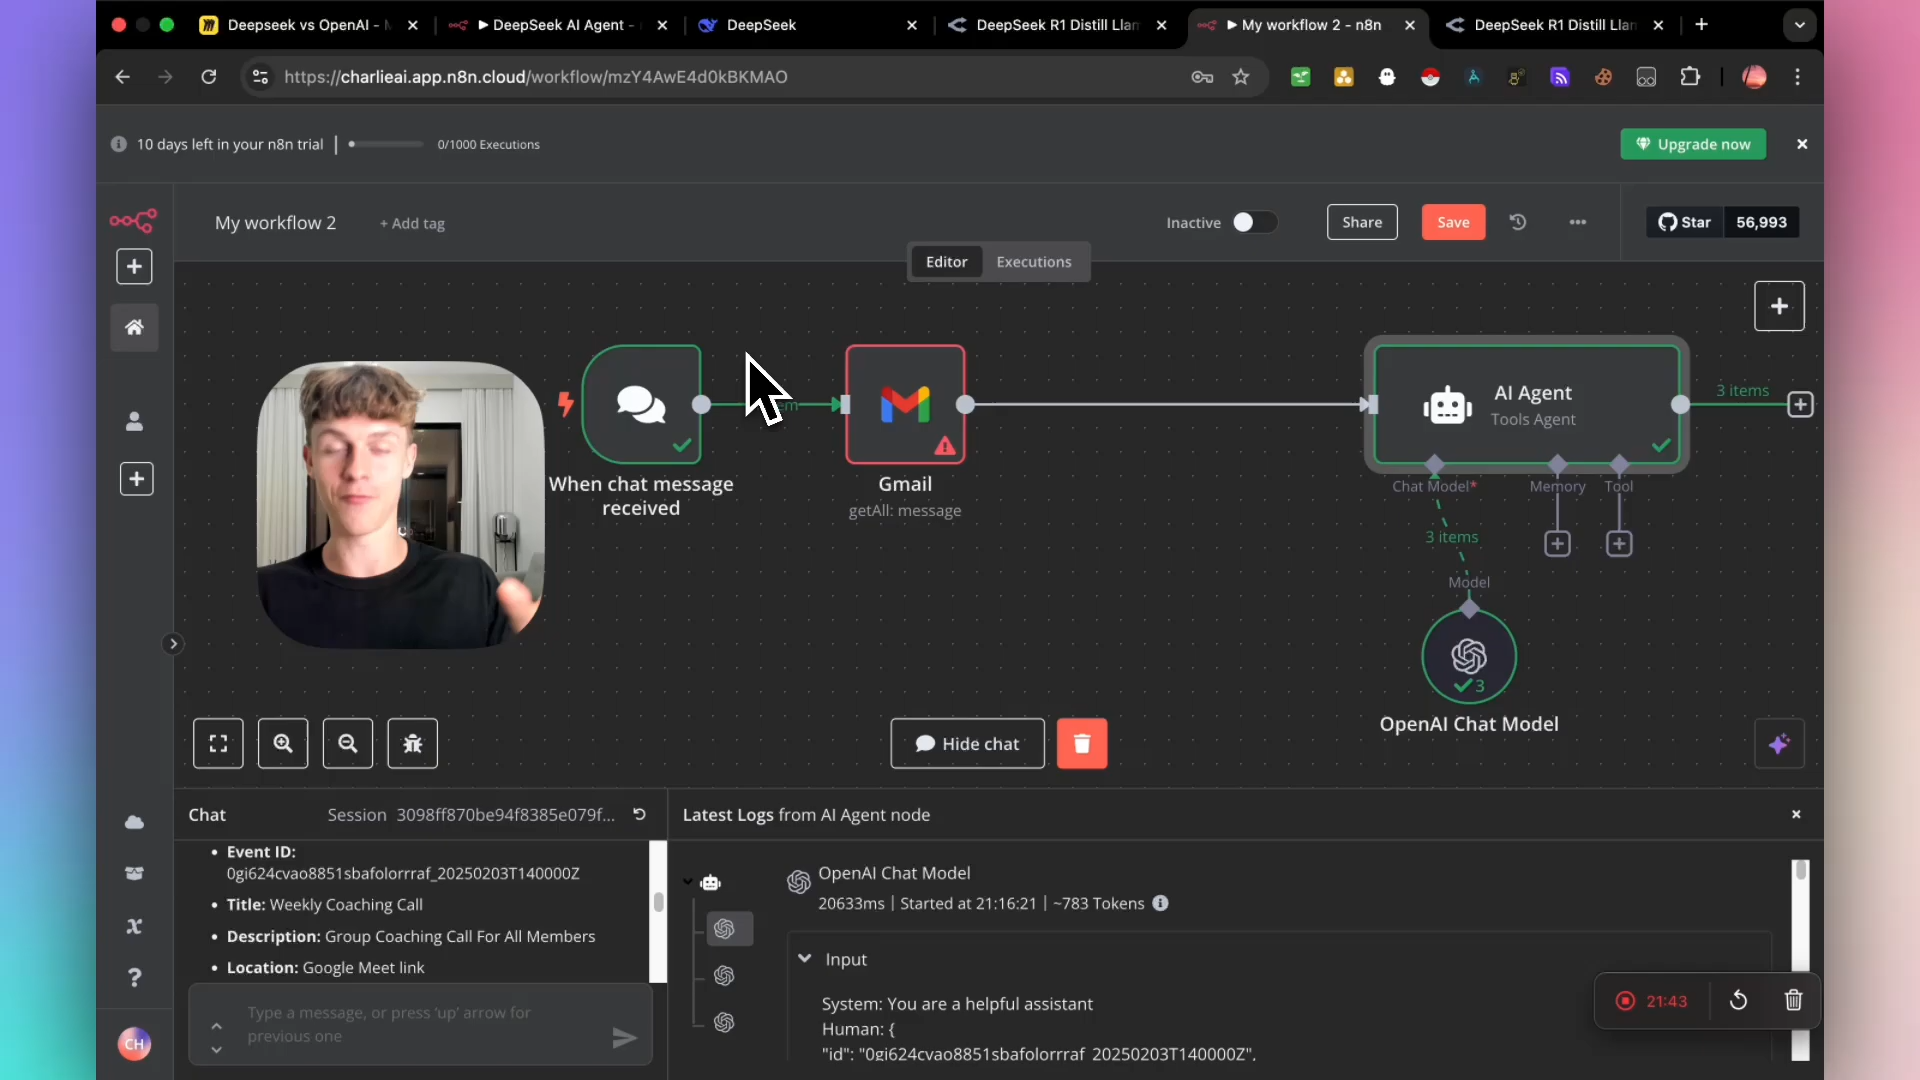 Deepseek vs OpenAI -
DeepSeek AI Agent -
DeepSeek
DeepSeek R1 Distill Llam
My workflow 2 - n8n
DeepSeek R1 Distill Llam
https://charlieai.app.n8n.cloud/workflow/mzY4AwE4d0kBKMAO
10 days left in your n8n trial
0/1000 Executions
Upgrade now
My workflow 2
+ Add tag
Inactive
Share
Save
Star
56,993
Editor
Executions
AI Agent
Tools Agent
3 items
When chat message
received
Gmail
getAll: message
Chat Model*
Memory
Tool
3 items
Model
3
OpenAI Chat Model
Hide chat
Chat
Session 3098ff870be94f8385e079f...
Latest Logs from AI Agent node
Event ID:
0gi624cvao8851sbafolorrraf_20250203T140000Z
Title: Weekly Coaching Call
Description: Group Coaching Call For All Members
Location: Google Meet link
Type a message, or press 'up' arrow for
previous one
OpenAI Chat Model
20633ms | Started at 21:16:21 | ~783 Tokens
Input
System: You are a helpful assistant
Human: {
"id": "0gi624cvao8851sbafolorrraf_20250203T140000Z",
21:43
CH